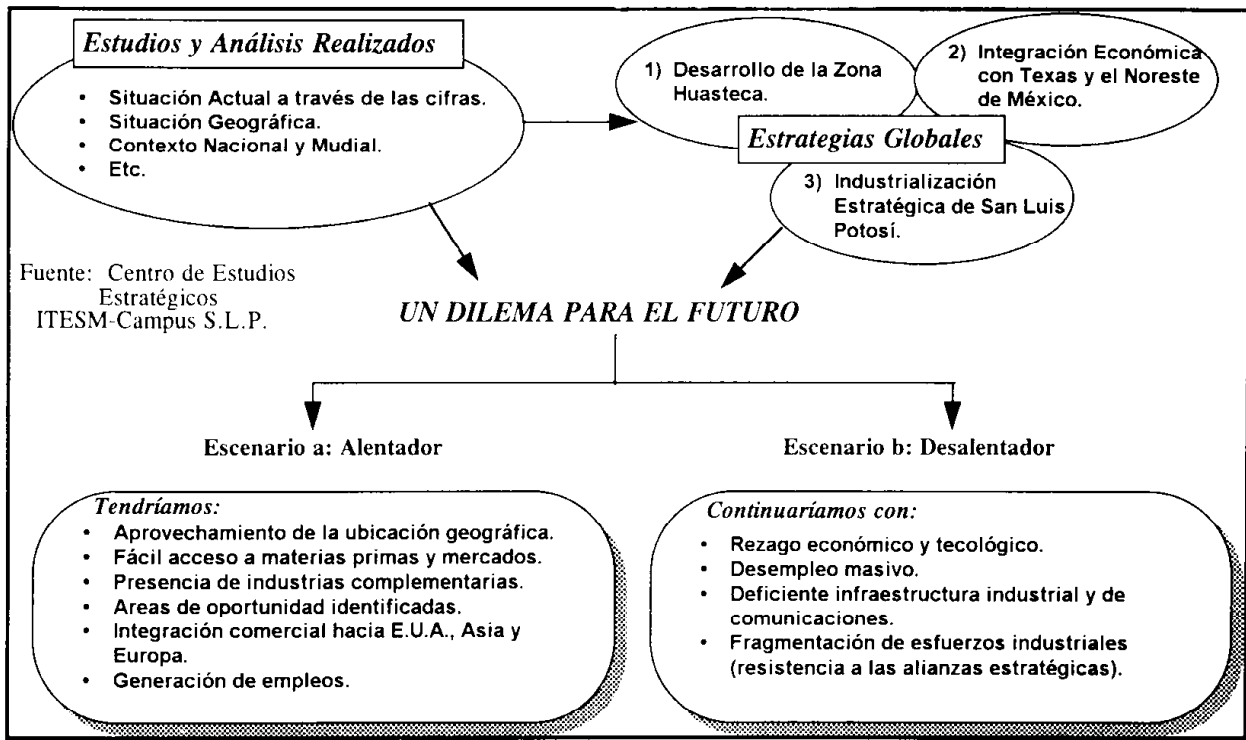 Estudios y Análisis Realizados
• Situación Actual a través de las cifras.
• Situación Geográfica.
• Contexto Nacional y Mudial.
• Etc.
1) Desarrollo de la Zona
Huasteca.
2) Integración Económica
con Texas y el Noreste
de México.
Estrategias Globales
3) Industrialización
Estratégica de San Luis
Potosí.
Fuente: Centro de Estudios
Estratégicos
ITESM-Campus S.L.P.
UN DILEMA PARA EL FUTURO
Escenario a: Alentador
Tendríamos:
• Aprovechamiento de la ubicación geográfica.
• Fácil acceso a materias primas y mercados.
• Presencia de industrias complementarias.
• Areas de oportunidad identificadas.
• Integración comercial hacia E.U.A., Asia y
Europa.
• Generación de empleos.
Escenario b: Desalentador
Continuaríamos con:
• Rezago económico y tecológico.
• Desempleo masivo.
• Deficiente infraestructura industrial y de
comunicaciones.
• Fragmentación de esfuerzos industriales
(resistencia a las alianzas estratégicas).